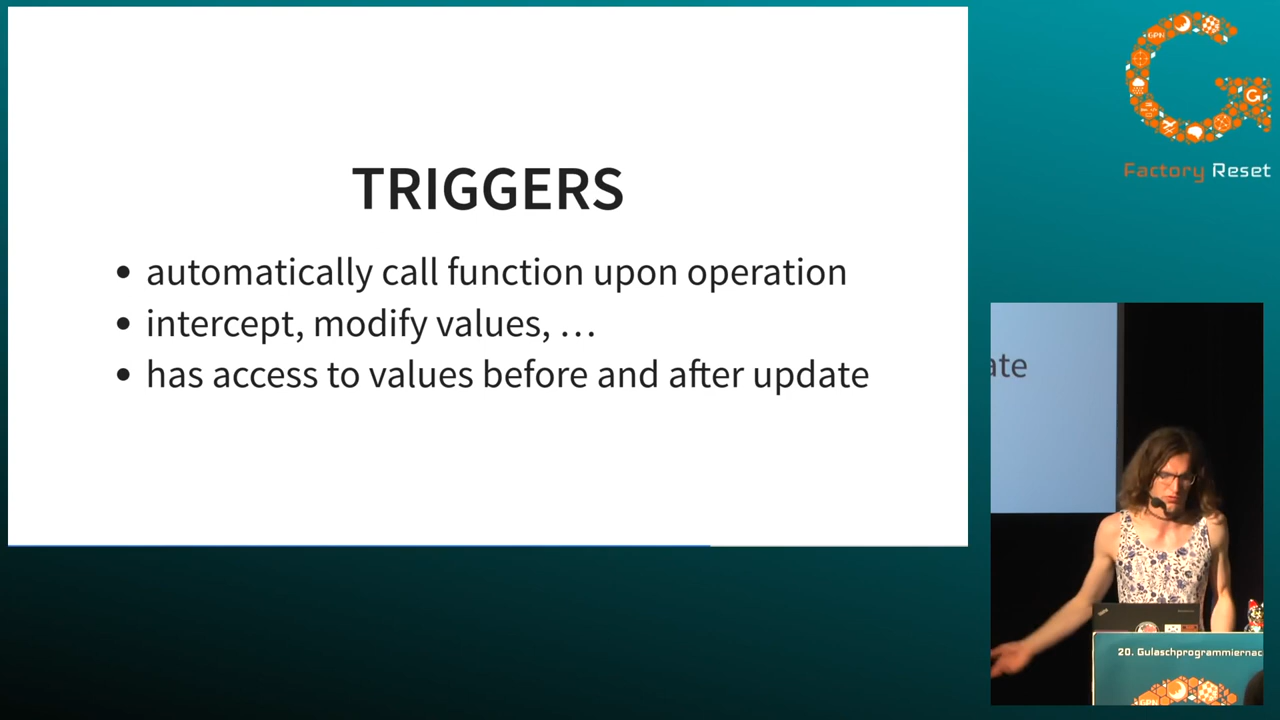 TRIGGERS
• automatically call function upon operation
• intercept, modify values, …
• has access to values before and after update
GPN
Factory Reset
ate
20. Gulaschprogrammiernac